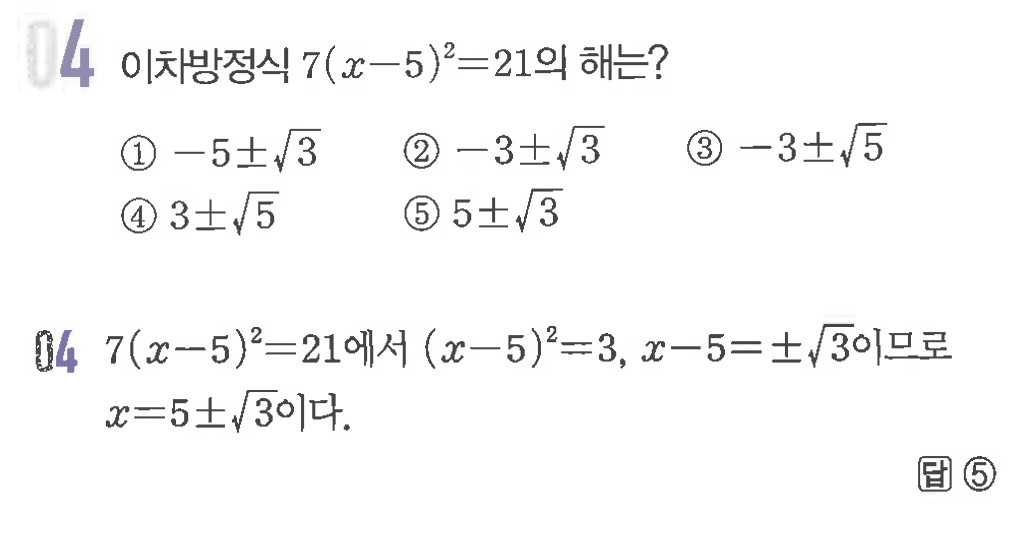 04 이차방정식 7(x-5)²=21의 해는?
① -5±√3 ② -3±√3 ③ -3±√5
④ 3±√5 ⑤ 5±√3
04 7(x-5)²=21에서 (x-5)²=3, x-5=±√3이므로
x=5±√3이다.
답 ⑤